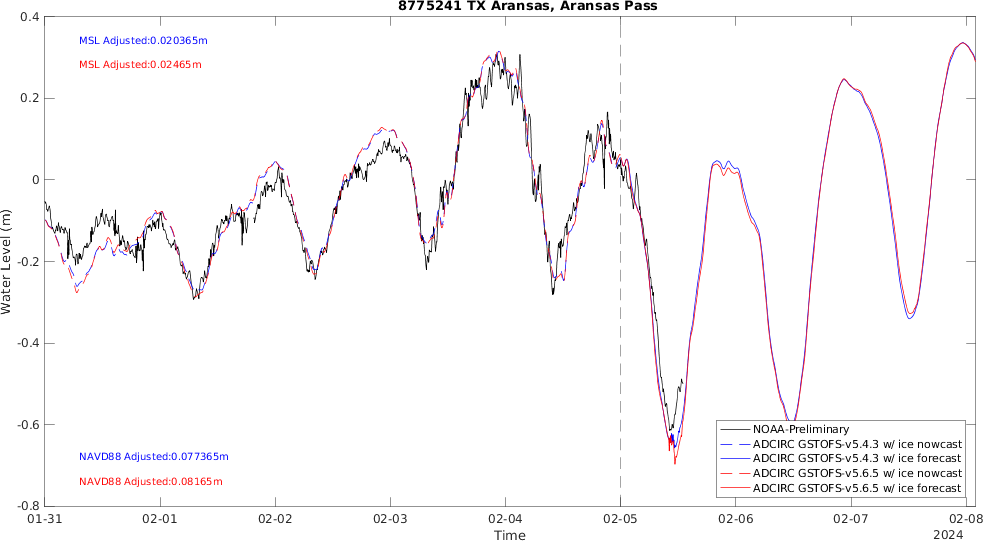 8775241 TX Aransas, Aransas Pass
MSL Adjusted:0.020365m
MSL Adjusted:0.02465m
NAVD88 Adjusted:0.077365m
NAVD88 Adjusted:0.08165m
Water Level (m)
0.4
0.2
0
-0.2
-0.4
-0.6
-0.8
NOAA-Preliminary
ADCIRC GSTOFS-v5.4.3 w/ ice nowcast
ADCIRC GSTOFS-v5.4.3 w/ ice forecast
ADCIRC GSTOFS-v5.6.5 w/ ice nowcast
ADCIRC GSTOFS-v5.6.5 w/ ice forecast
01-31 02-01 02-02 02-03 02-04 02-05 02-06 02-07 02-08
2024
Time